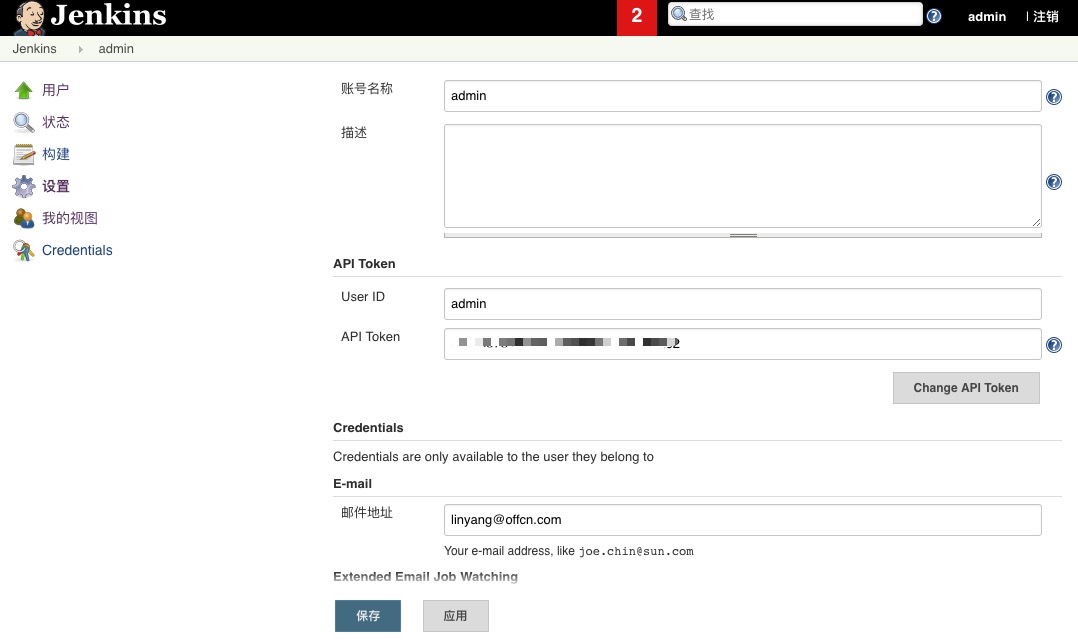 Jenkins
2
查找
admin
注销
Jenkins
admin
用户
状态
构建
设置
我的视图
Credentials
账号名称
admin
描述
API Token
User ID
admin
API Token
Change API Token
Credentials
Credentials are only available to the user they belong to
E-mail
邮件地址
linyang@offcn.com
Your e-mail address, like joe.chin@sun.com
Extended Email Job Watching
保存
应用